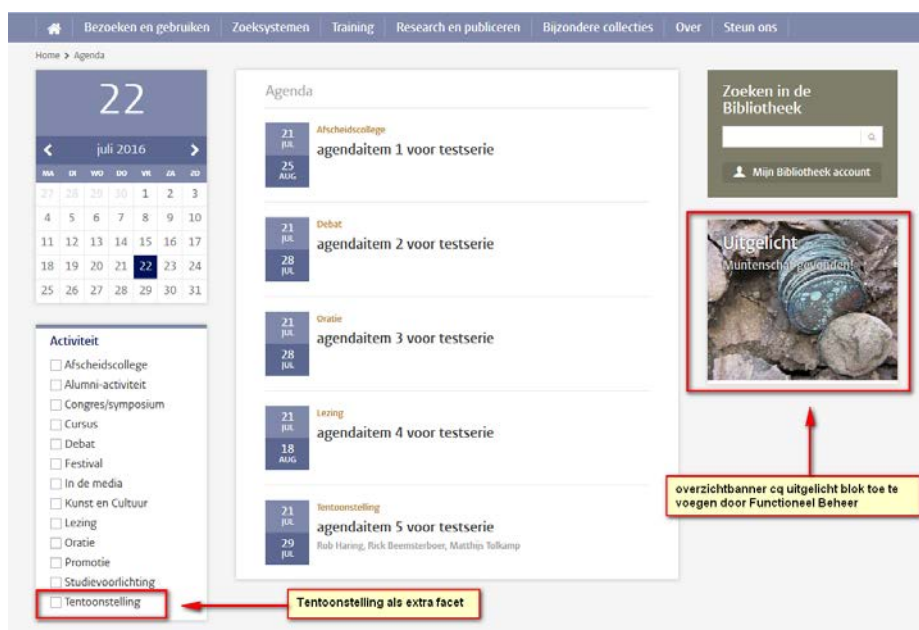 Bezoeken en gebruiken Zoeksystemen Training Research en publiceren Bijzondere collecties Over Steun ons
Home > Agenda
22
juli 2016
MA DI WO DO VR ZA ZO
27 28 29 30 1 2 3
4 5 6 7 8 9 10
11 12 13 14 15 16 17
18 19 20 21 22 23 24
25 26 27 28 29 30 31
Activiteit
Afscheidscollege
Alumni-activiteit
Congres/symposium
Cursus
Debat
Festival
In de media
Kunst en Cultuur
Lezing
Oratie
Promotie
Studievoorlichting
Tentoonstelling
Tentoonstelling als extra facet
Agenda
21
JUL
25
AUG
Afscheidscollege
agendaitem 1 voor testserie
21
JUL
28
JUL
Debat
agendaitem 2 voor testserie
21
JUL
28
JUL
Oratie
agendaitem 3 voor testserie
21
JUL
18
AUG
Lezing
agendaitem 4 voor testserie
21
JUL
29
JUL
Tentoonstelling
agendaitem 5 voor testserie
Rob Haring, Rick Beemsterboer, Matthijs Tolkamp
Zoeken in de
Bibliotheek
Mijn Bibliotheek account
Uitgelicht
Muntenschat gevonden!
overzichtbanner cq uitgelicht blok toe te
voegen door Functioneel Beheer